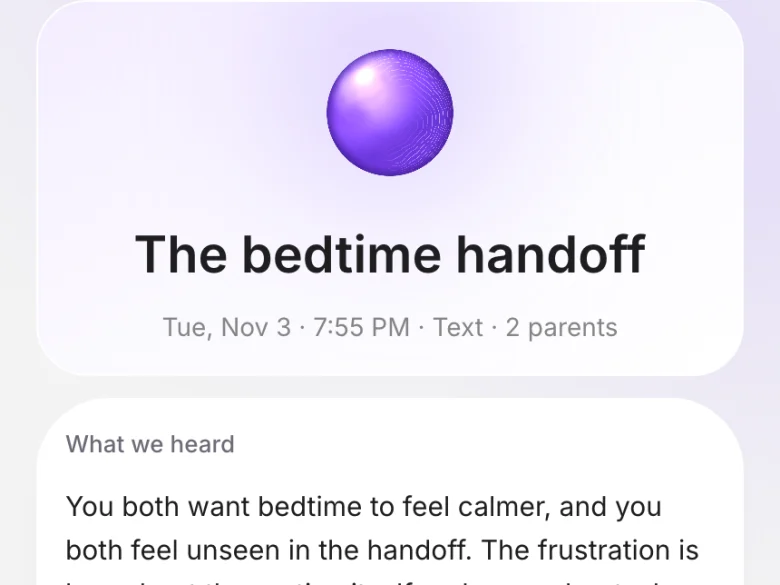 The bedtime handoff
Tue, Nov 3 · 7:55 PM · Text · 2 parents
What we heard
You both want bedtime to feel calmer, and you
both feel unseen in the handoff. The frustration is